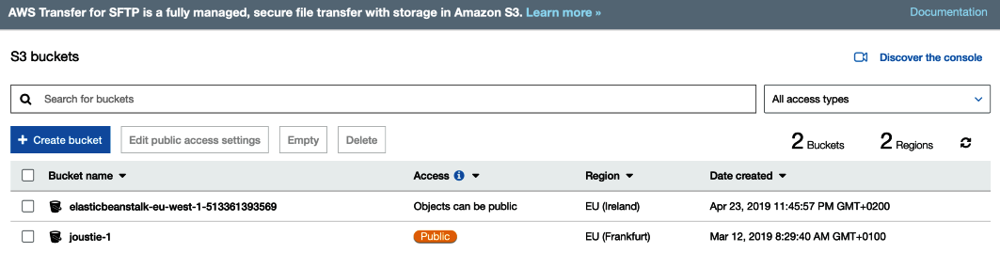 AWS Transfer for SFTP is a fully managed, secure file transfer with storage in Amazon S3. Learn more » Documentation
S3 buckets Discover the console
Search for buckets All access types
+ Create bucket Edit public access settings Empty Delete 2 Buckets 2 Regions
Bucket name Access Region Date created
elasticbeanstalk-eu-west-1-513361393569 Objects can be public EU (Ireland) Apr 23, 2019 11:45:57 PM GMT+0200
joustie-1 Public EU (Frankfurt) Mar 12, 2019 8:29:40 AM GMT+0100